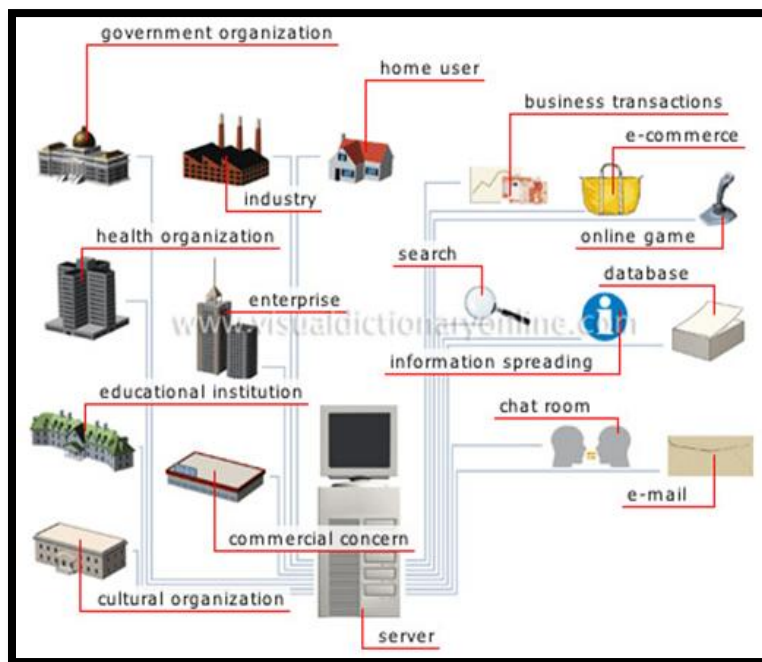 government organization
home user
business transactions
e-commerce
industry
online game
health organization
search
database
enterprise
www.visualdictionaryonline.com
information spreading
educational institution
chat room
e-mail
commercial concern
cultural organization
server